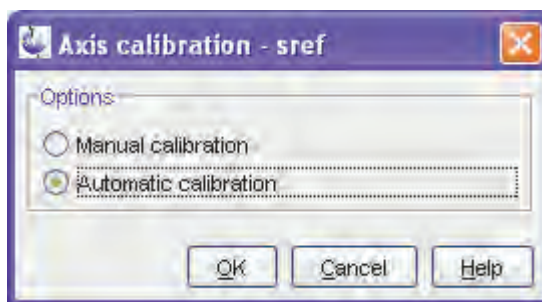 Axis calibration - sref
Options
Manual calibration
Automatic calibration
OK Cancel Help